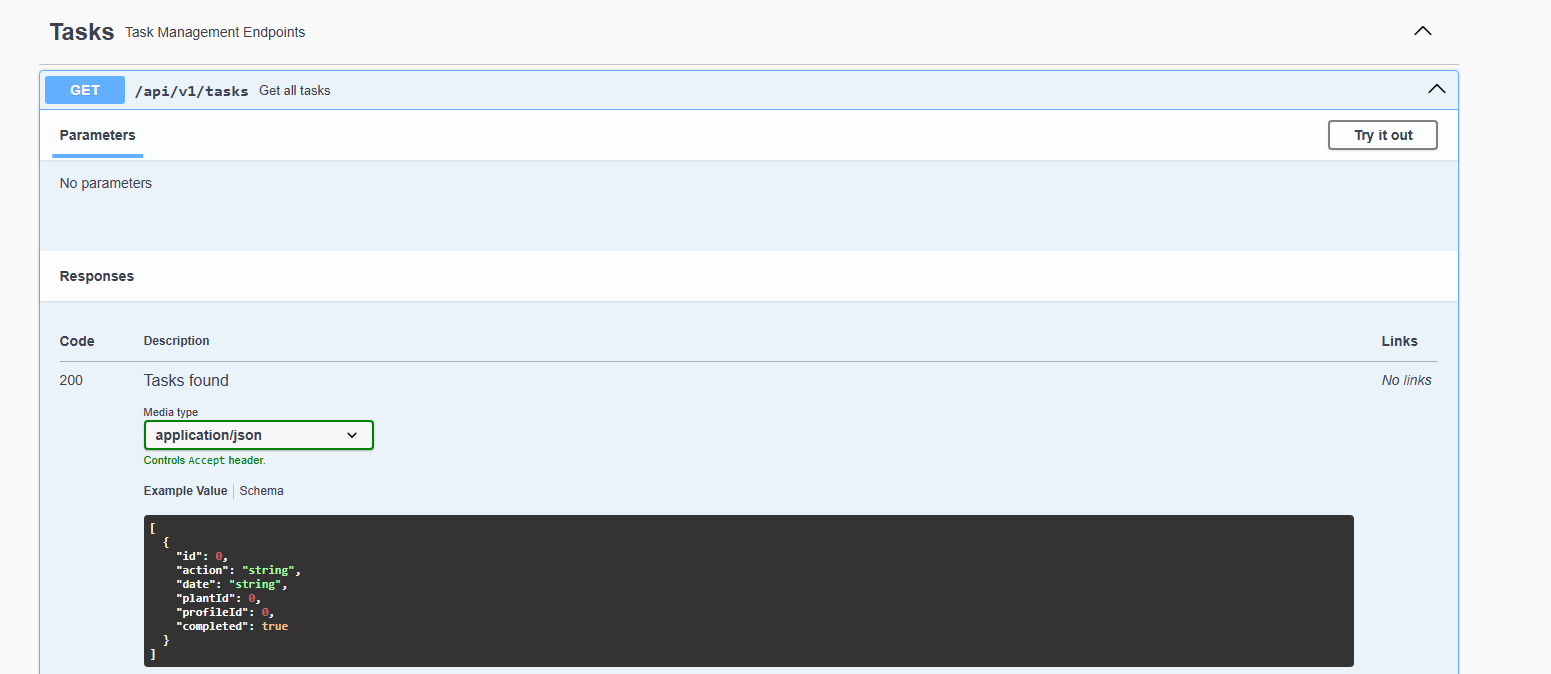 Tasks Task Management Endpoints
GET /api/v1/tasks Get all tasks
Parameters Try it out
No parameters
Responses
Code Description Links
200 Tasks found No links
Media type
application/json
Controls Accept header.
Example Value Schema
[
  {
    "id": 0,
    "action": "string",
    "date": "string",
    "plantId": 0,
    "profileId": 0,
    "completed": true
  }
]